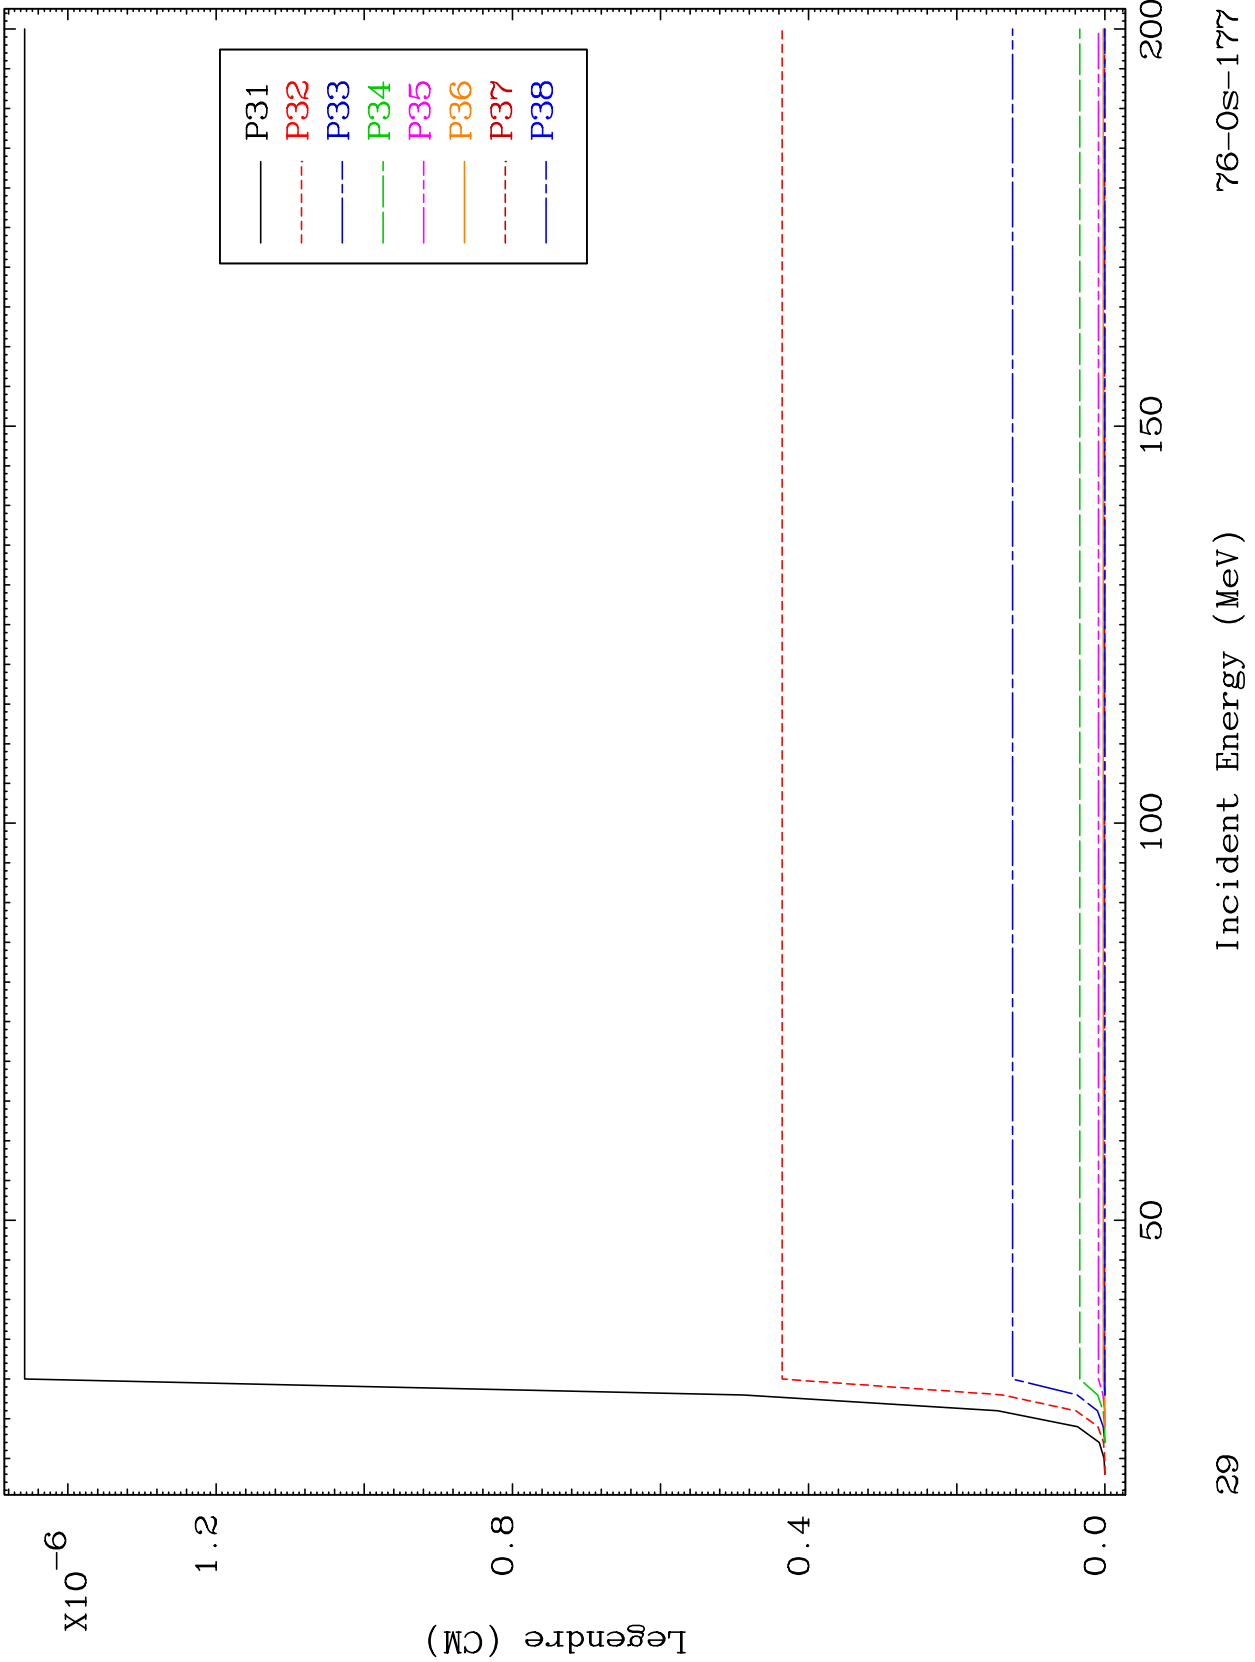 X10-6
1.2
0.8
0.4
0.0
Legendre (CM)
P31
P32
P33
P34
P35
P36
P37
P38
50
100
150
200
Incident Energy (MeV)
29
76-Os-177